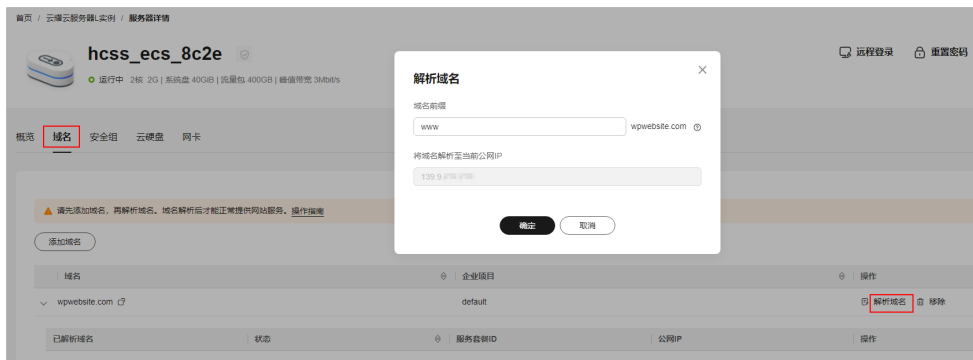 首页 / 云耀云服务器L实例 / 服务器详情
hcss_ecs_8c2e
运行中 2核 2G | 系统盘 40GiB | 流量包 400GB | 峰值带宽 3Mbit/s
远程登录 重置密码
概览 域名 安全组 云硬盘 网卡
解析域名
域名前缀
www wpwebsite.com
将域名解析至当前公网IP
139.9
确定 取消
请先添加域名，再解析域名。域名解析后才能正常提供网站服务。操作指南
添加域名
域名 企业项目 操作
wpwebsite.com default 解析域名 移除
已解析域名 状态 服务套餐ID 公网IP 操作